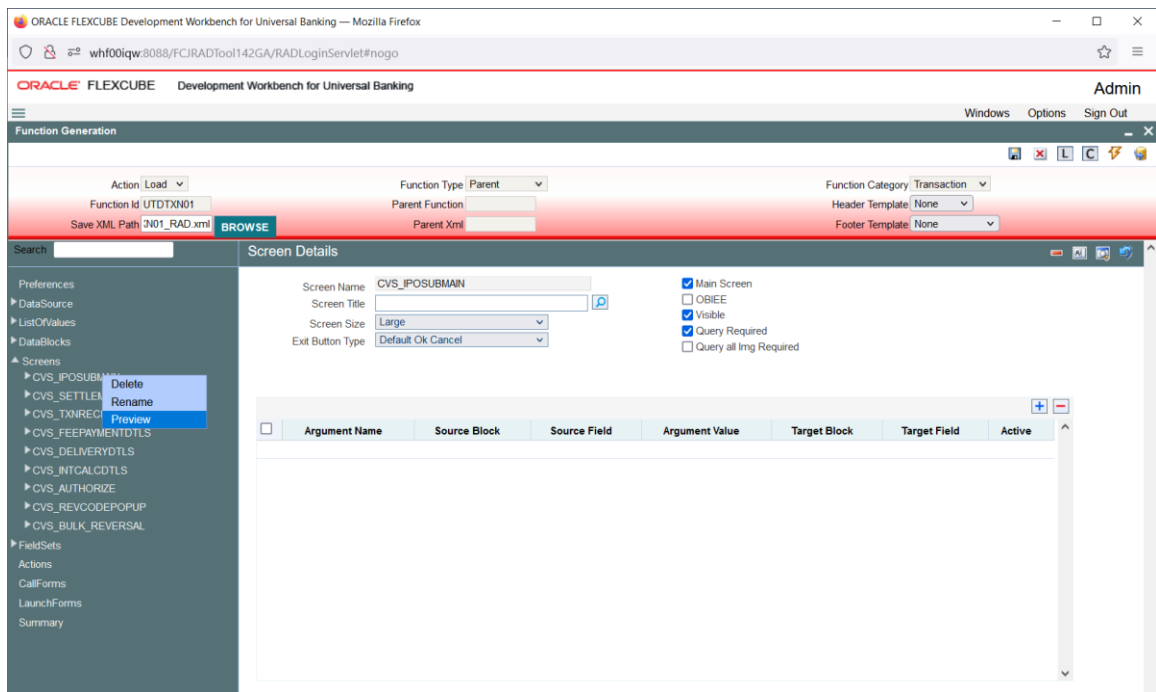 ORACLE FLEXCUBE Development Workbench for Universal Banking — Mozilla Firefox
whf00iqw:8088/FCJRADTool142GA/RADLoginServlet#nogo
ORACLE FLEXCUBE Development Workbench for Universal Banking
Admin
Windows Options Sign Out
Function Generation
L C
Action Load Function Type Parent Function Category Transaction
Function Id UTDTXN01 Parent Function Header Template None
Save XML Path N01_RAD.xml BROWSE Parent Xml Footer Template None
Search
Screen Details
Preferences
DataSource
ListOfValues
DataBlocks
Screens
CVS_IPOSUBM
CVS_SETTLE
CVS_TXNREC
CVS_FEEPAYMENTDTLS
CVS_DELIVERYDTLS
CVS_INTCALCDTLS
CVS_AUTHORIZE
CVS_REVCODEPOPUP
CVS_BULK_REVERSAL
FieldSets
Actions
CallForms
LaunchForms
Summary
Delete
Rename
Preview
Screen Name CVS_IPOSUBMAIN
Screen Title
Screen Size Large
Exit Button Type Default Ok Cancel
Main Screen
OBIEE
Visible
Query Required
Query all Img Required
Argument Name Source Block Source Field Argument Value Target Block Target Field Active